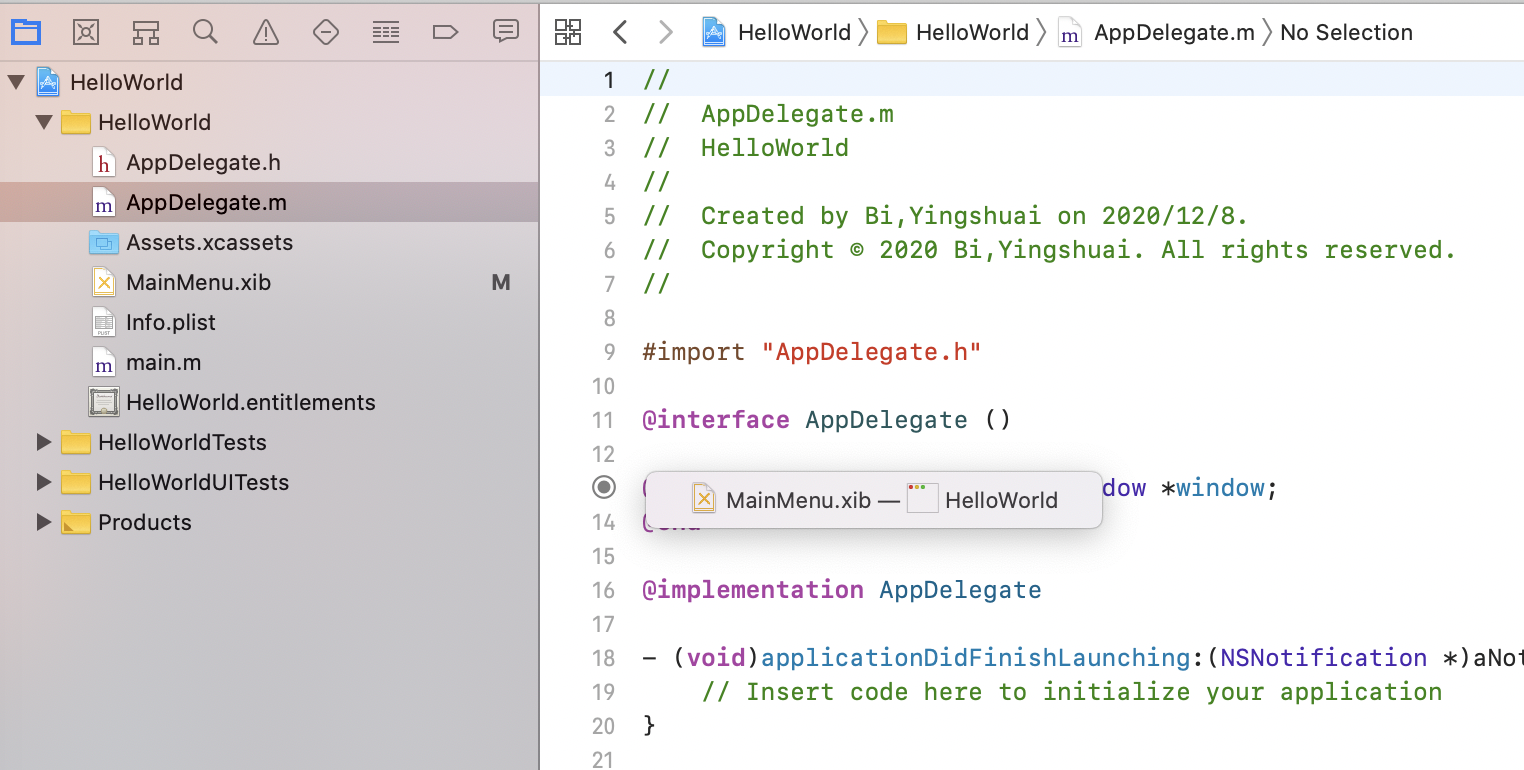 HelloWorld
HelloWorld
AppDelegate.h
AppDelegate.m
Assets.xcassets
MainMenu.xib M
Info.plist
main.m
HelloWorld.entitlements
HelloWorldTests
HelloWorldUITests
Products
HelloWorld HelloWorld m AppDelegate.m No Selection
1 //
2 //  AppDelegate.m
3 //  HelloWorld
4 //
5 //  Created by Bi,Yingshuai on 2020/12/8.
6 //  Copyright © 2020 Bi,Yingshuai. All rights reserved.
7 //
8
9 #import "AppDelegate.h"
10
11 @interface AppDelegate ()
12
dow *window;
MainMenu.xib — HelloWorld
14 @end
15
16 @implementation AppDelegate
17
18 - (void)applicationDidFinishLaunching:(NSNotification *)aNot
19     // Insert code here to initialize your application
20 }
21